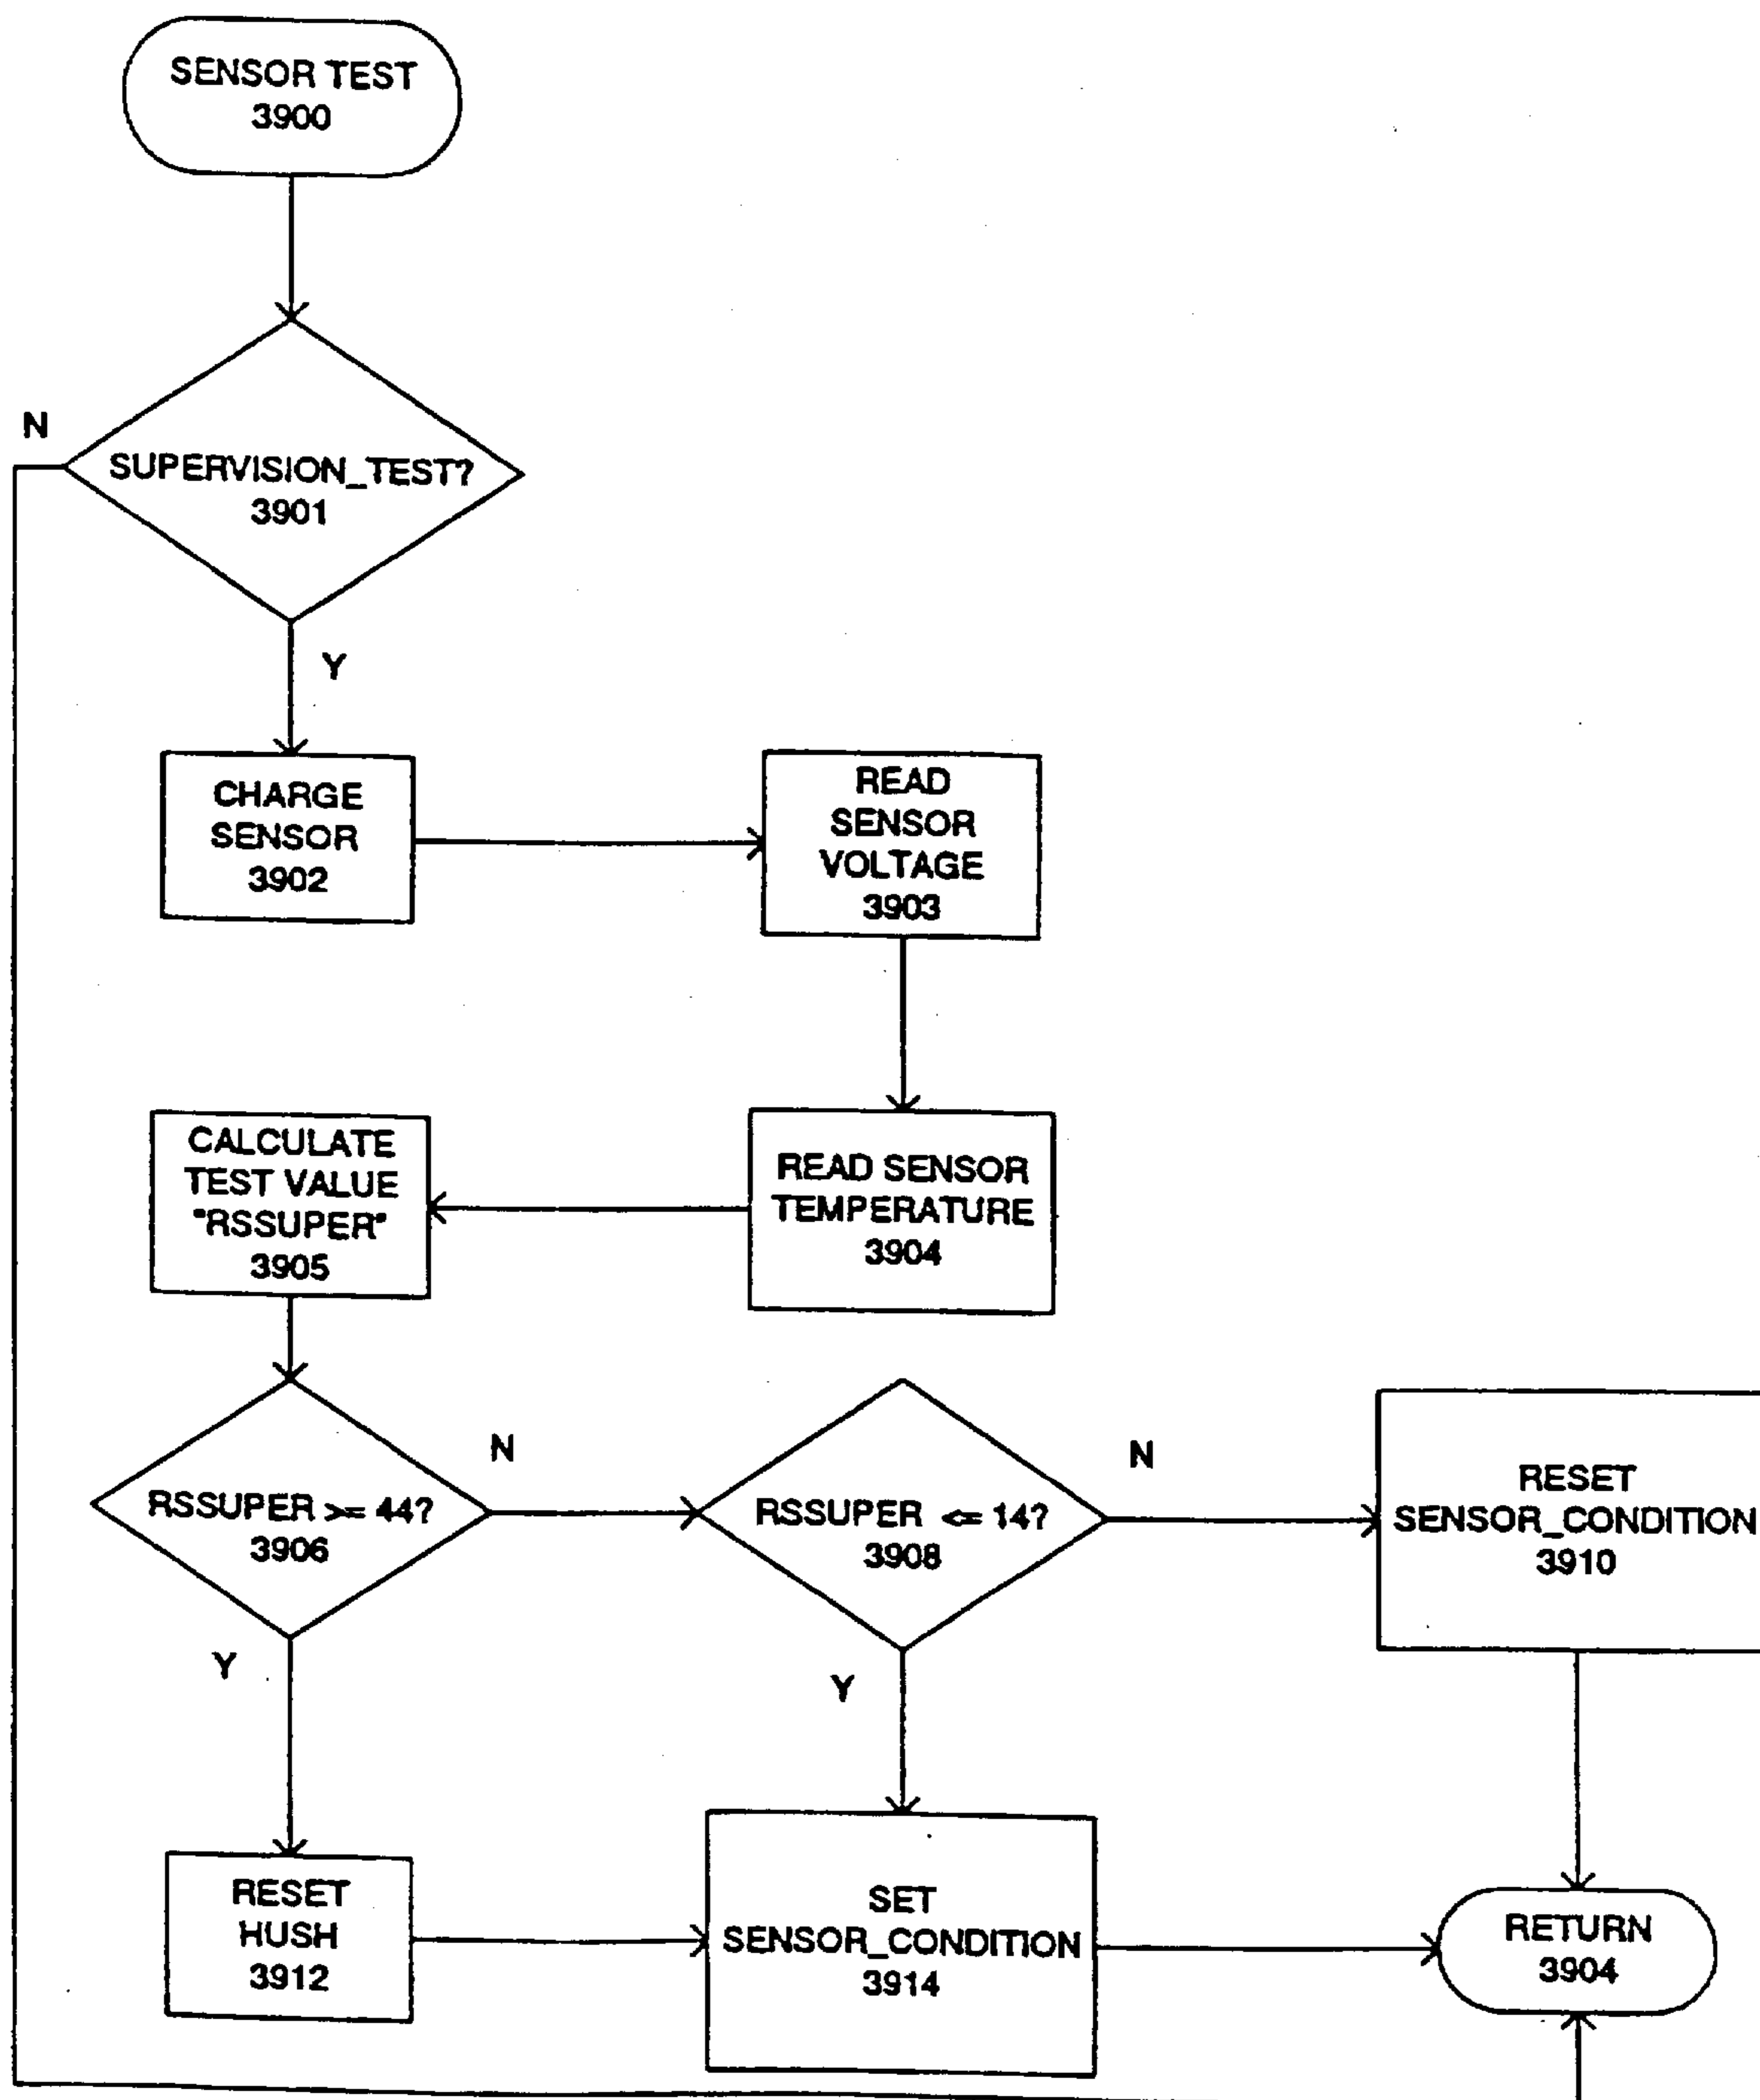 SENSOR TEST
3900
N
SUPERVISION_TEST?
3901
Y
CHARGE
SENSOR
3902
READ
SENSOR
VOLTAGE
3903
CALCULATE
TEST VALUE
"RSSUPER"
3905
READ SENSOR
TEMPERATURE
3904
RSSUPER >= 44?
3906
N
RSSUPER <= 14?
3908
N
RESET
SENSOR_CONDITION
3910
Y
Y
RESET
HUSH
3912
SET
SENSOR_CONDITION
3914
RETURN
3904